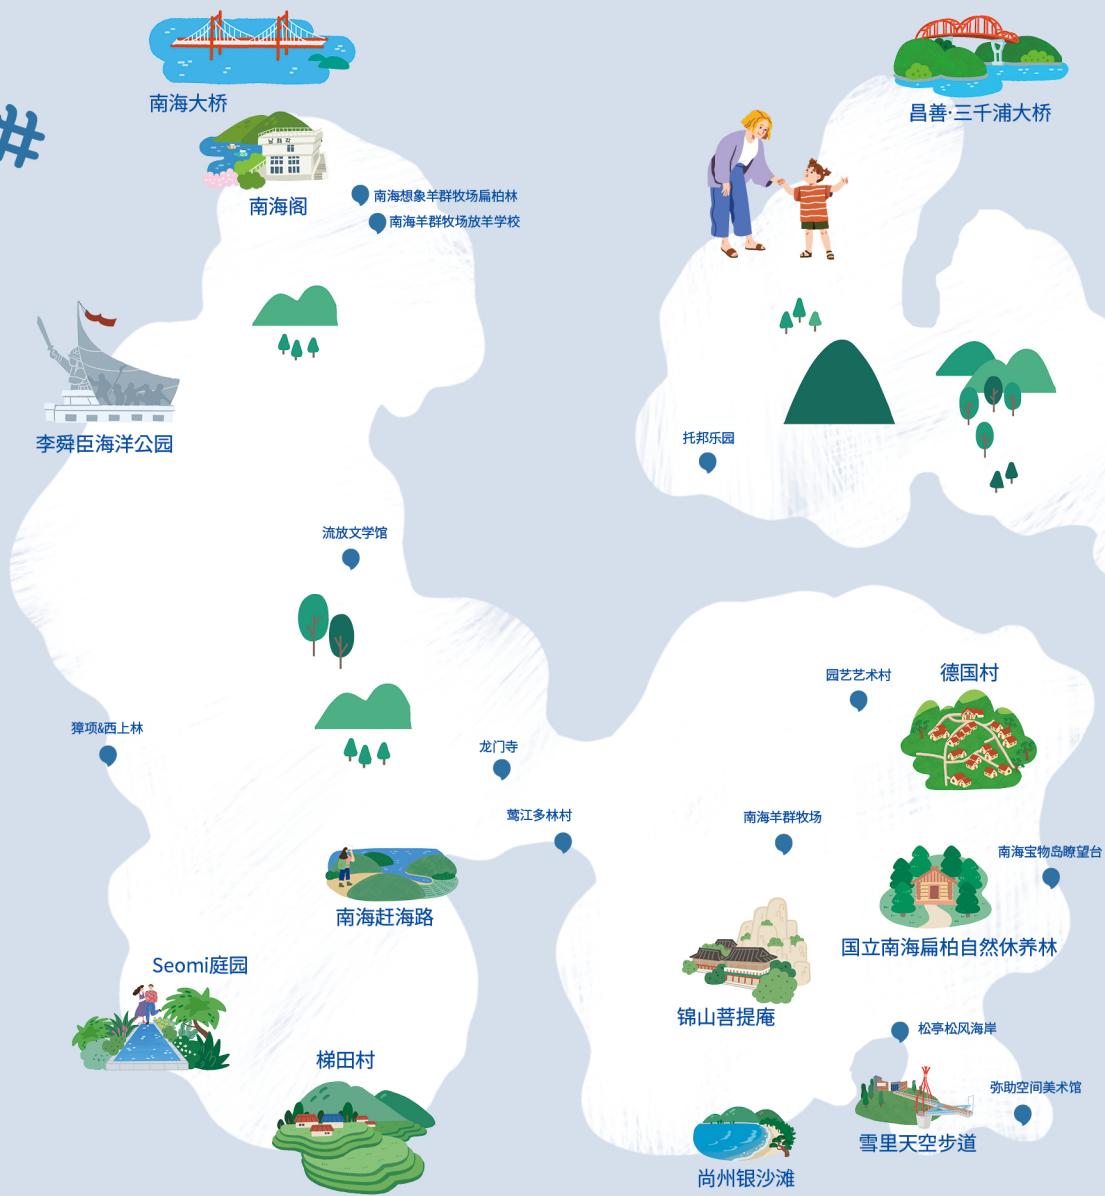 #
南海大桥
昌善·三千浦大桥
南海阁
南海想象羊群牧场扁柏林
南海羊群牧场放羊学校
李舜臣海洋公园
托邦乐园
流放文学馆
园艺艺术村
德国村
獐项&西上林
龙门寺
莺江多林村
南海羊群牧场
南海宝物岛瞭望台
南海赶海路
国立南海扁柏自然休养林
Seomi庭园
锦山菩提庵
松亭松风海岸
梯田村
弥助空间美术馆
雪里天空步道
尚州银沙滩